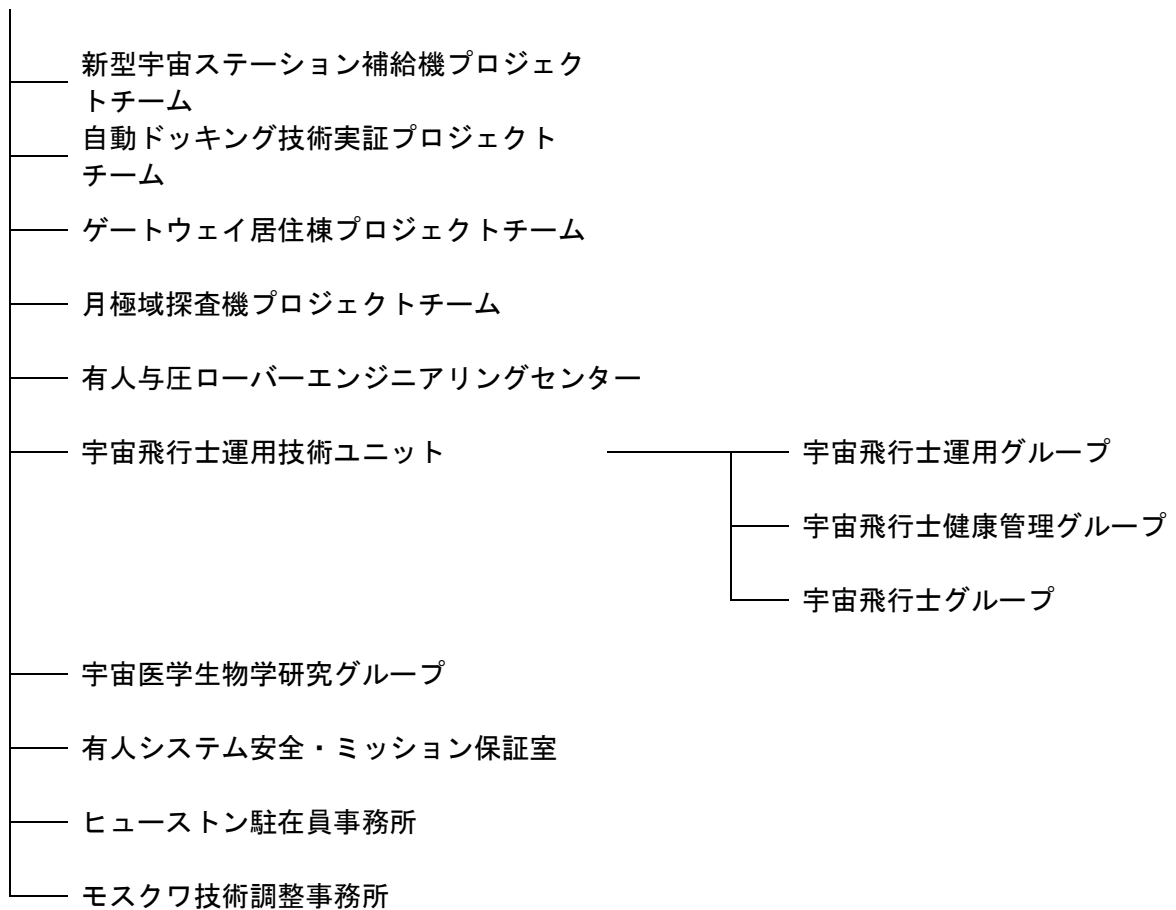 新型宇宙ステーション補給機プロジェク
トチーム
自動ドッキング技術実証プロジェクト
チーム
ゲートウェイ居住棟プロジェクトチーム
月極域探査機プロジェクトチーム
有人与圧ローバーエンジニアリングセンター
宇宙飛行士運用技術ユニット
宇宙飛行士運用グループ
宇宙飛行士健康管理グループ
宇宙飛行士グループ
宇宙医学生物学研究グループ
有人システム安全・ミッション保証室
ヒューストン駐在員事務所
モスクワ技術調整事務所